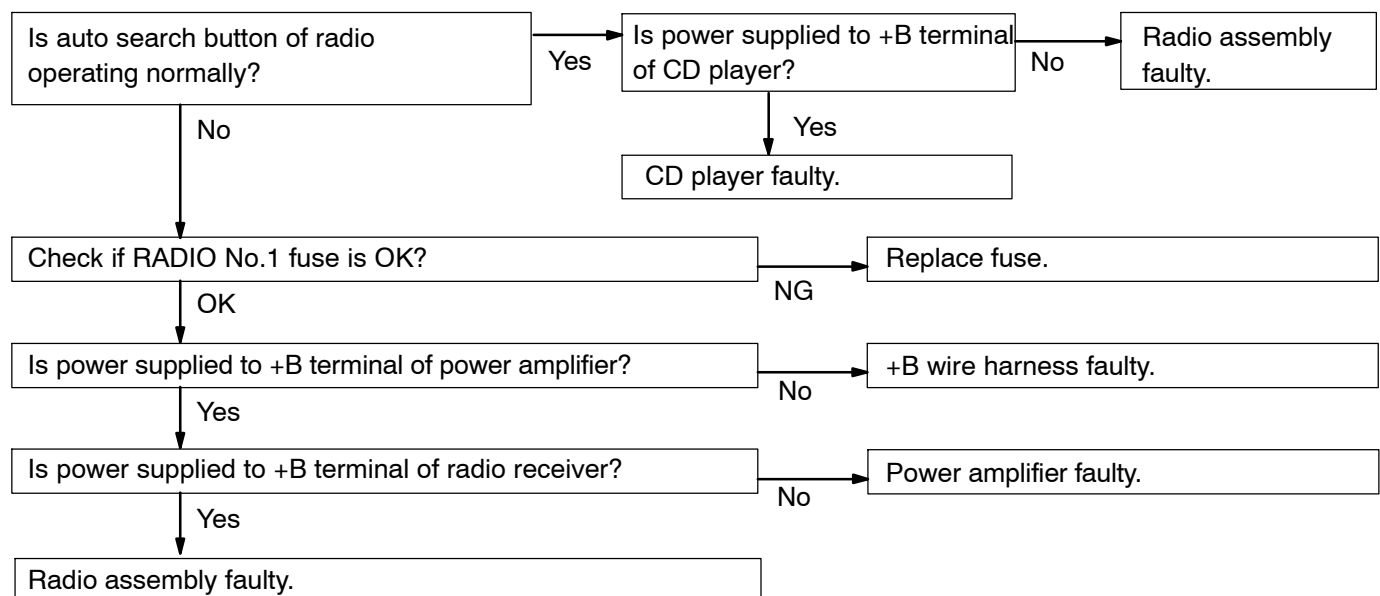 Is auto search button of radio
operating normally?
Yes
Is power supplied to +B terminal
of CD player?
No
Radio assembly
faulty.
No
Yes
CD player faulty.
Check if RADIO No.1 fuse is OK?
NG
Replace fuse.
OK
Is power supplied to +B terminal of power amplifier?
No
+B wire harness faulty.
Yes
Is power supplied to +B terminal of radio receiver?
No
Power amplifier faulty.
Yes
Radio assembly faulty.